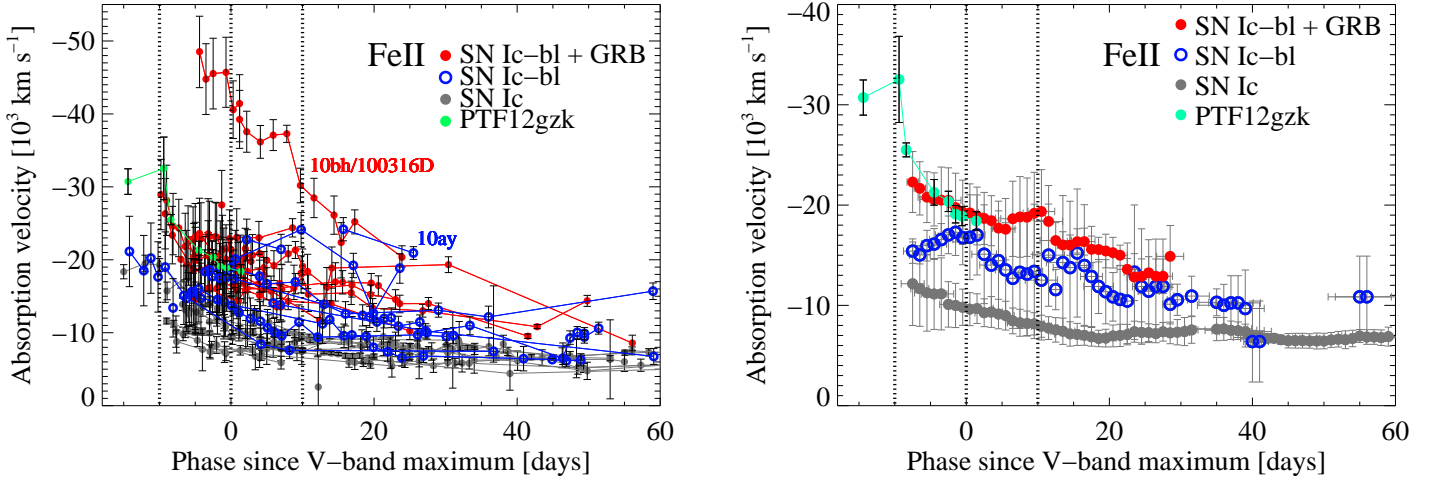 FeII
SN Ic−bl + GRB
SN Ic−bl
SN Ic
PTF12gzk
10bh/100316D
10ay
−50
−40
−30
−20
−10
0
0
20
40
60
Absorption velocity [10³ km s⁻¹]
Phase since V−band maximum [days]
FeII
SN Ic−bl + GRB
SN Ic−bl
SN Ic
PTF12gzk
−40
−30
−20
−10
0
0
20
40
60
Absorption velocity [10³ km s⁻¹]
Phase since V−band maximum [days]